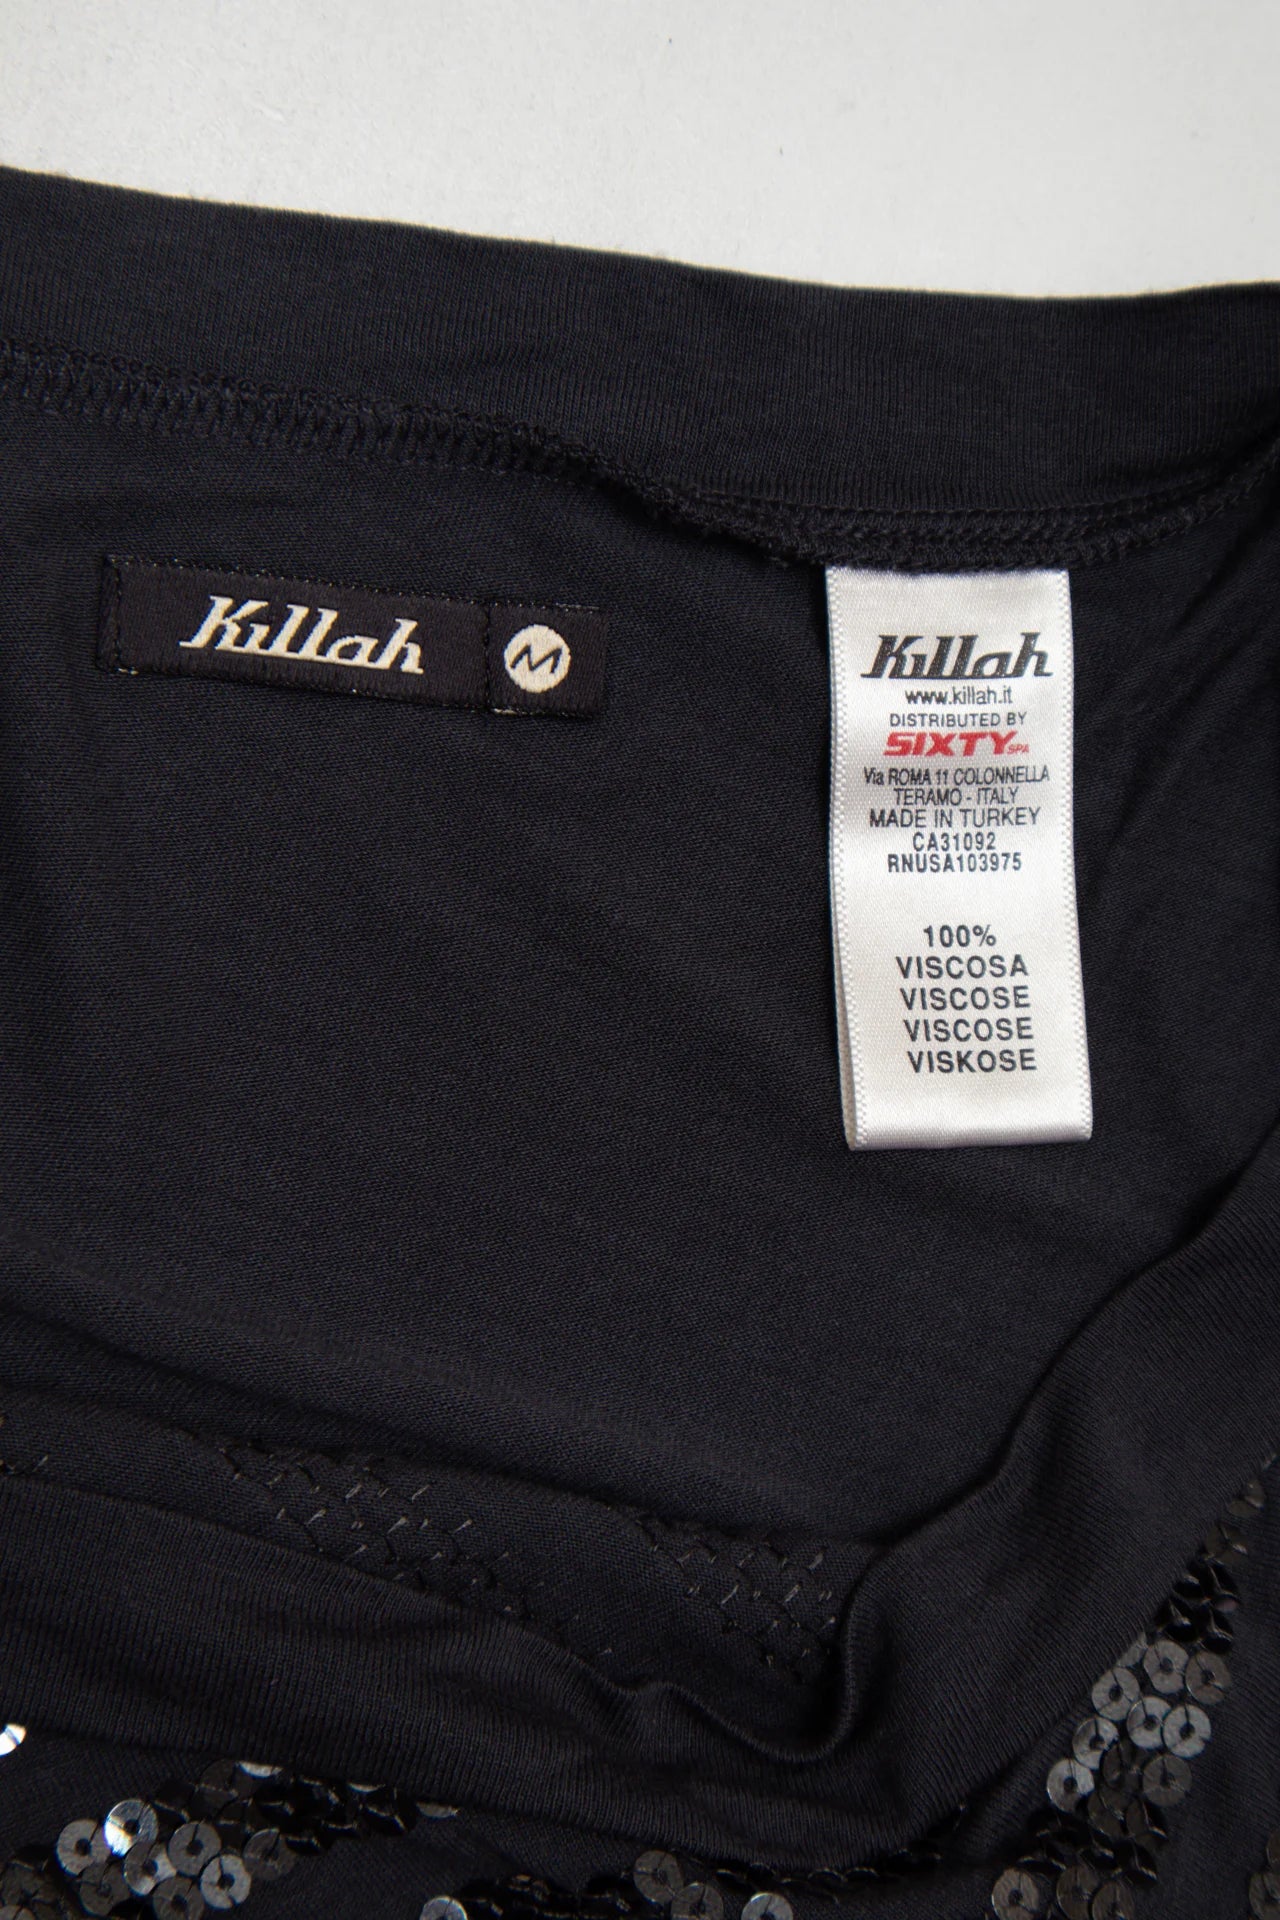 Killah M
Killah
www.killah.it
DISTRIBUTED BY
SIXTY SPA
Via ROMA 11 COLONNELLA
TERAMO - ITALY
MADE IN TURKEY
CA31092
RNUSA103975
100%
VISCOSA
VISCOSE
VISCOSE
VISKOSE